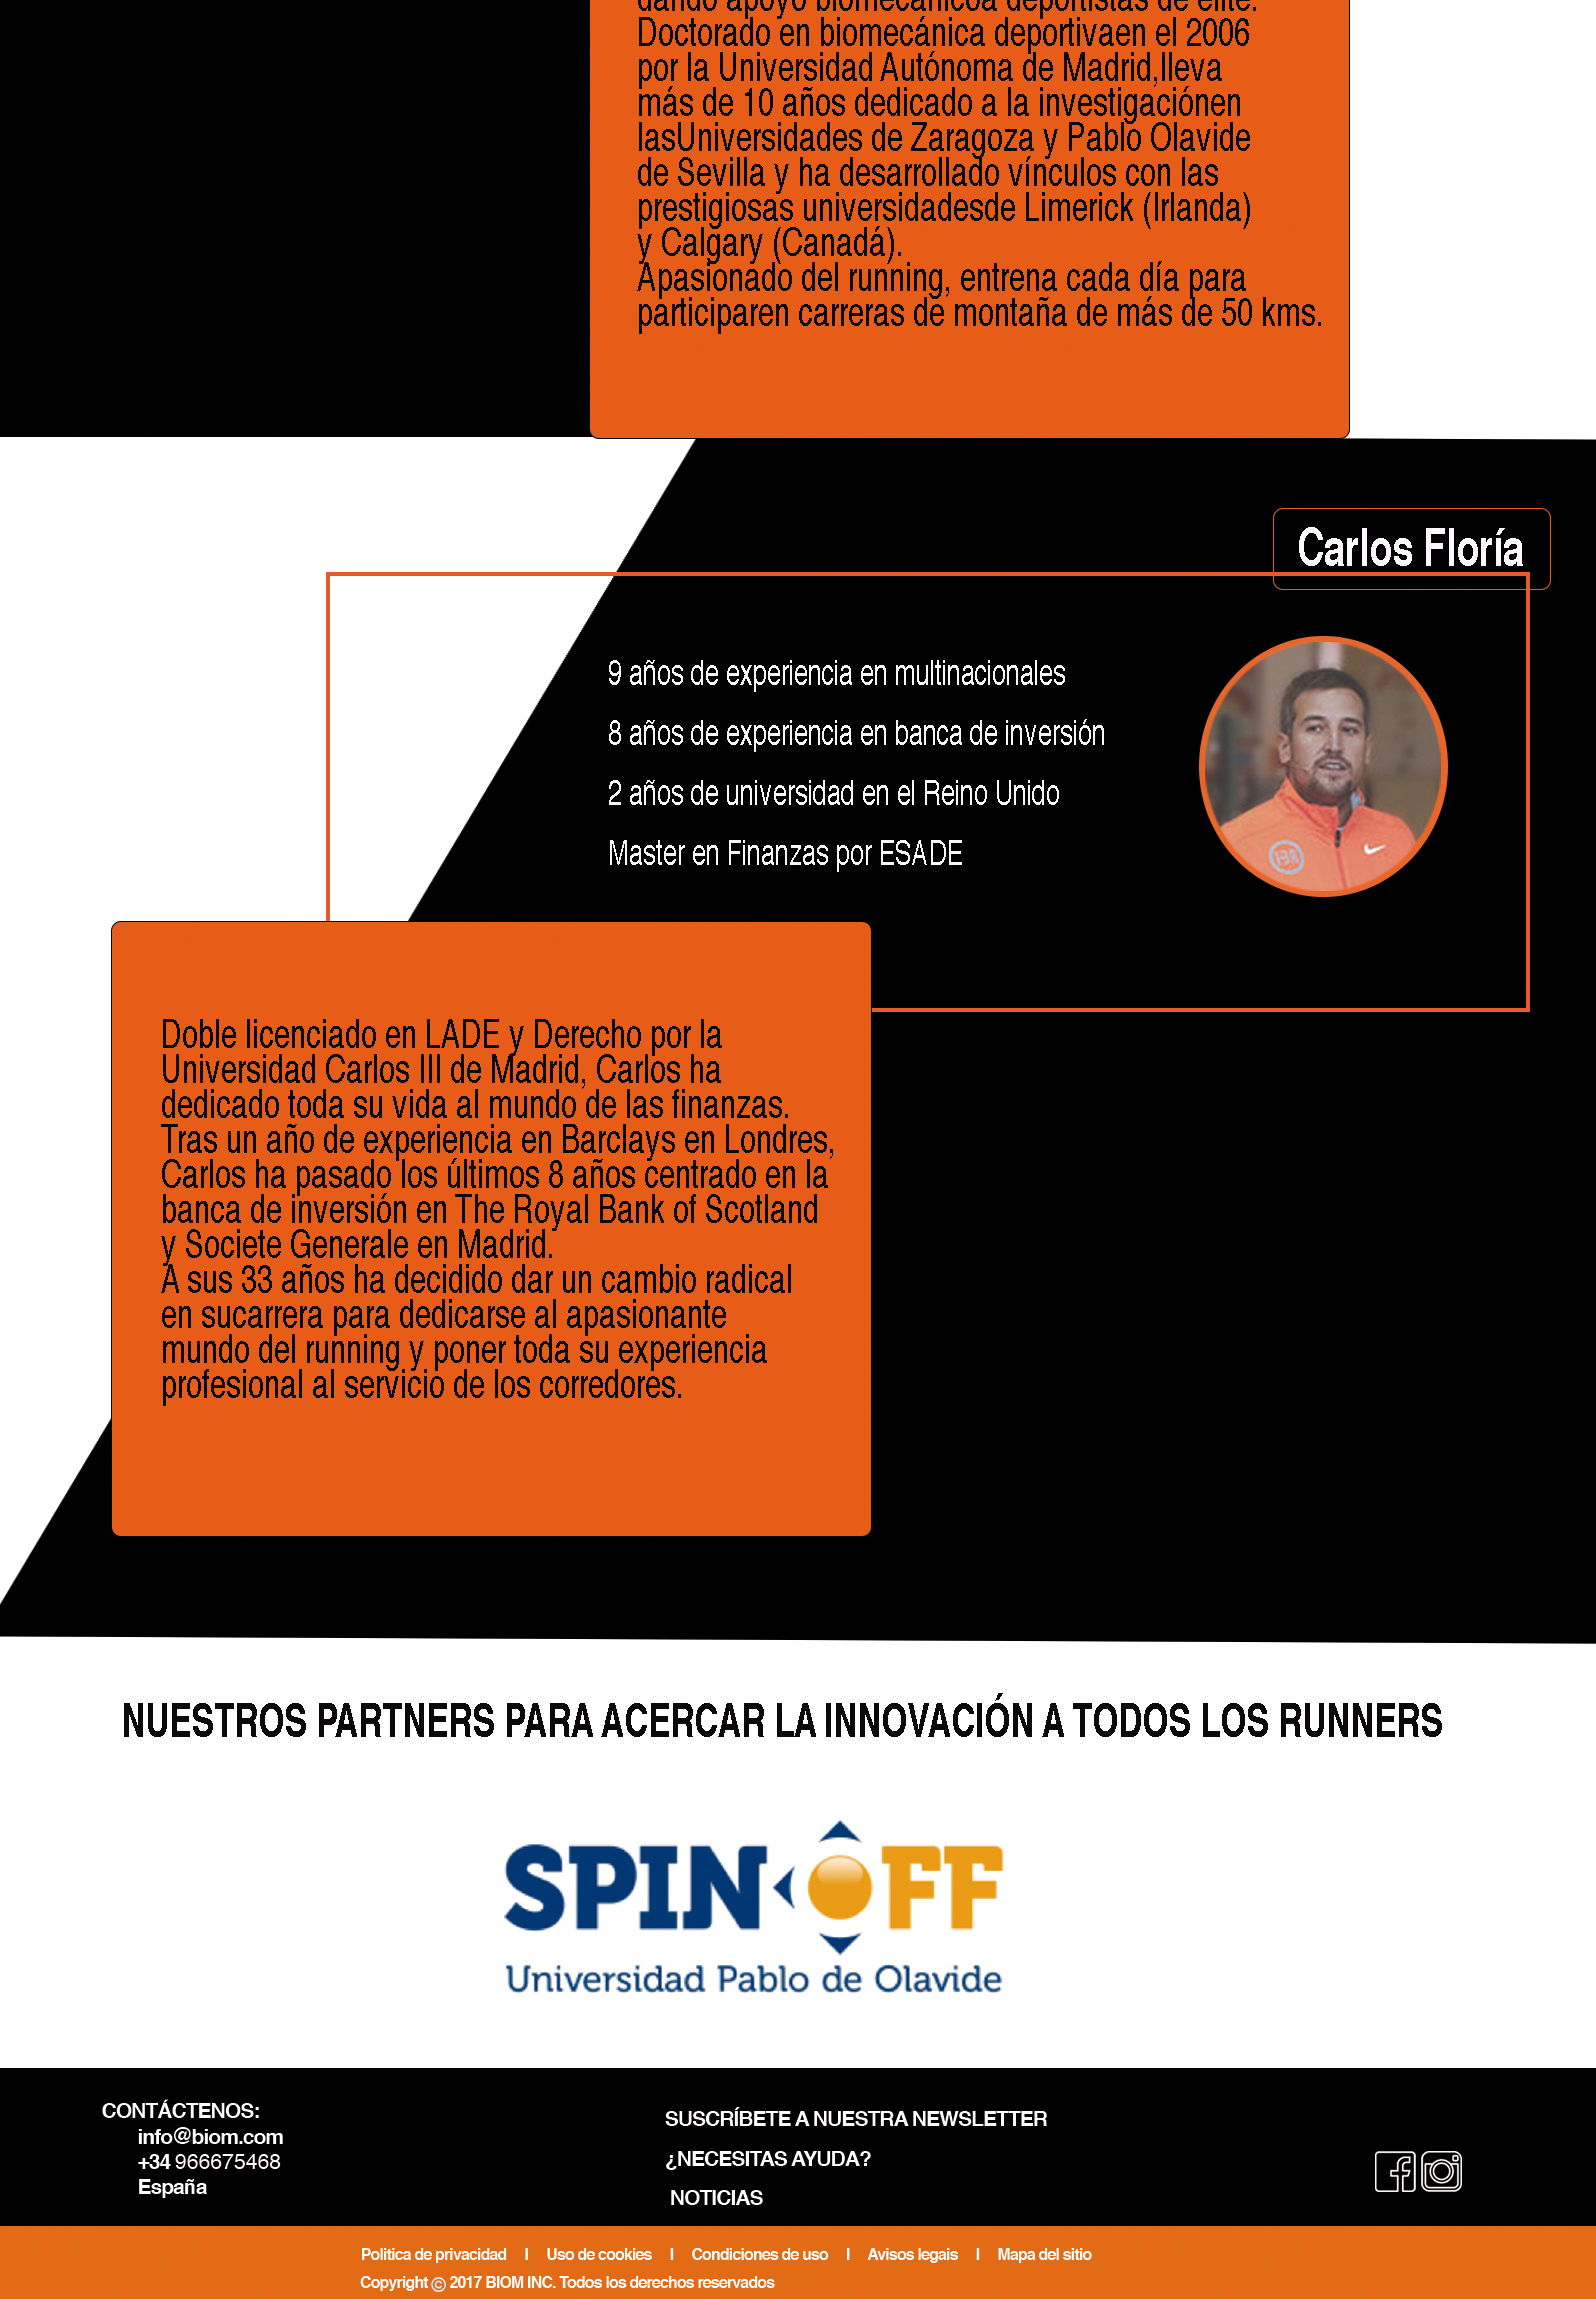 dando apoyo biomecánicoa deportistas de élite.
Doctorado en biomecánica deportivaen el 2006
por la Universidad Autónoma de Madrid,lleva
más de 10 años dedicado a la investigaciónen
lasUniversidades de Zaragoza y Pablo Olavide
de Sevilla y ha desarrollado vínculos con las
prestigiosas universidadesde Limerick (Irlanda)
y Calgary (Canadá).
Apasionado del running, entrena cada día para
participaren carreras de montaña de más de 50 kms.
Carlos Floría
9 años de experiencia en multinacionales
8 años de experiencia en banca de inversión
2 años de universidad en el Reino Unido
Master en Finanzas por ESADE
Doble licenciado en LADE y Derecho por la
Universidad Carlos III de Madrid, Carlos ha
dedicado toda su vida al mundo de las finanzas.
Tras un año de experiencia en Barclays en Londres,
Carlos ha pasado los últimos 8 años centrado en la
banca de inversión en The Royal Bank of Scotland
y Societe Generale en Madrid.
A sus 33 años ha decidido dar un cambio radical
en sucarrera para dedicarse al apasionante
mundo del running y poner toda su experiencia
profesional al servicio de los corredores.
NUESTROS PARTNERS PARA ACERCAR LA INNOVACIÓN A TODOS LOS RUNNERS
SPIN OFF
Universidad Pablo de Olavide
CONTÁCTENOS:
info@biom.com
+34 966675468
España
SUSCRÍBETE A NUESTRA NEWSLETTER
¿NECESITAS AYUDA?
NOTICIAS
Politica de privacidad I Uso de cookies I Condiciones de uso I Avisos legais I Mapa del sitio
Copyright © 2017 BIOM INC. Todos los derechos reservados